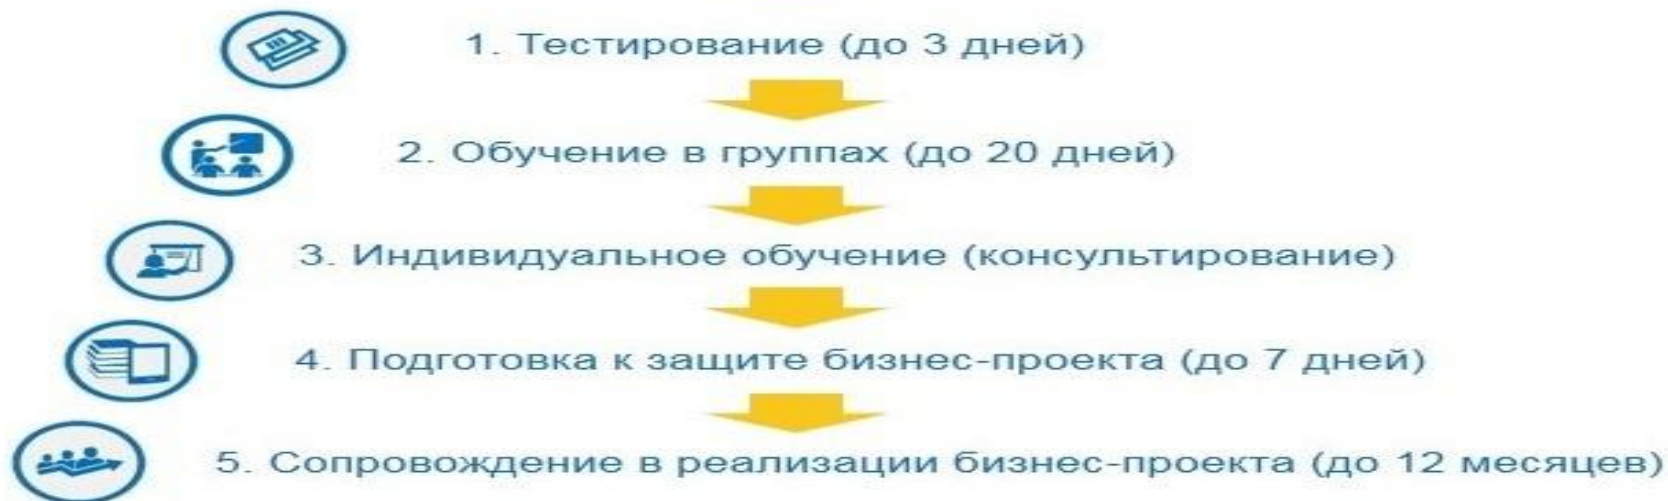 1. Тестирование (до 3 дней)
2. Обучение в группах (до 20 дней)
3. Индивидуальное обучение (консультирование)
4. Подготовка к защите бизнес-проекта (до 7 дней)
5. Сопровождение в реализации бизнес-проекта (до 12 месяцев)